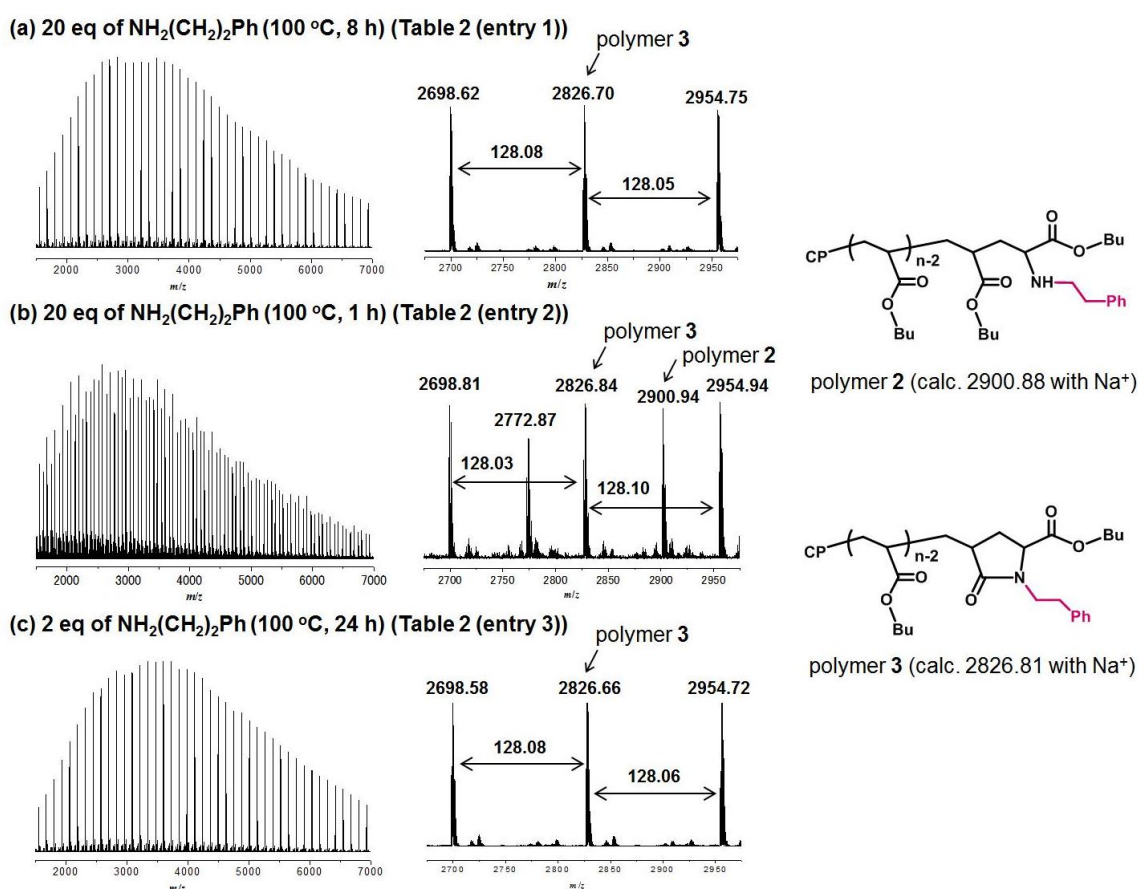 (a) 20 eq of NH₂(CH₂)₂Ph (100 °C, 8 h) (Table 2 (entry 1))
polymer 3
2698.62
2826.70
2954.75
128.08
128.05
2000 3000 4000 5000 6000 7000
m/z
2700 2750 2800 2850 2900 2950
m/z
(b) 20 eq of NH₂(CH₂)₂Ph (100 °C, 1 h) (Table 2 (entry 2))
polymer 3
polymer 2
2698.81
2826.84
2954.94
2900.94
2772.87
128.03
128.10
2000 3000 4000 5000 6000 7000
m/z
2700 2750 2800 2850 2900 2950
m/z
(c) 2 eq of NH₂(CH₂)₂Ph (100 °C, 24 h) (Table 2 (entry 3))
polymer 3
2698.58
2826.66
2954.72
128.08
128.06
2000 3000 4000 5000 6000 7000
m/z
2700 2750 2800 2850 2900 2950
m/z
CP
n-2
O
O
Bu
O
O
Bu
O
O
Bu
NH
Ph
polymer 2 (calc. 2900.88 with Na⁺)
CP
n-2
O
O
Bu
O
N
O
O
Bu
Ph
polymer 3 (calc. 2826.81 with Na⁺)